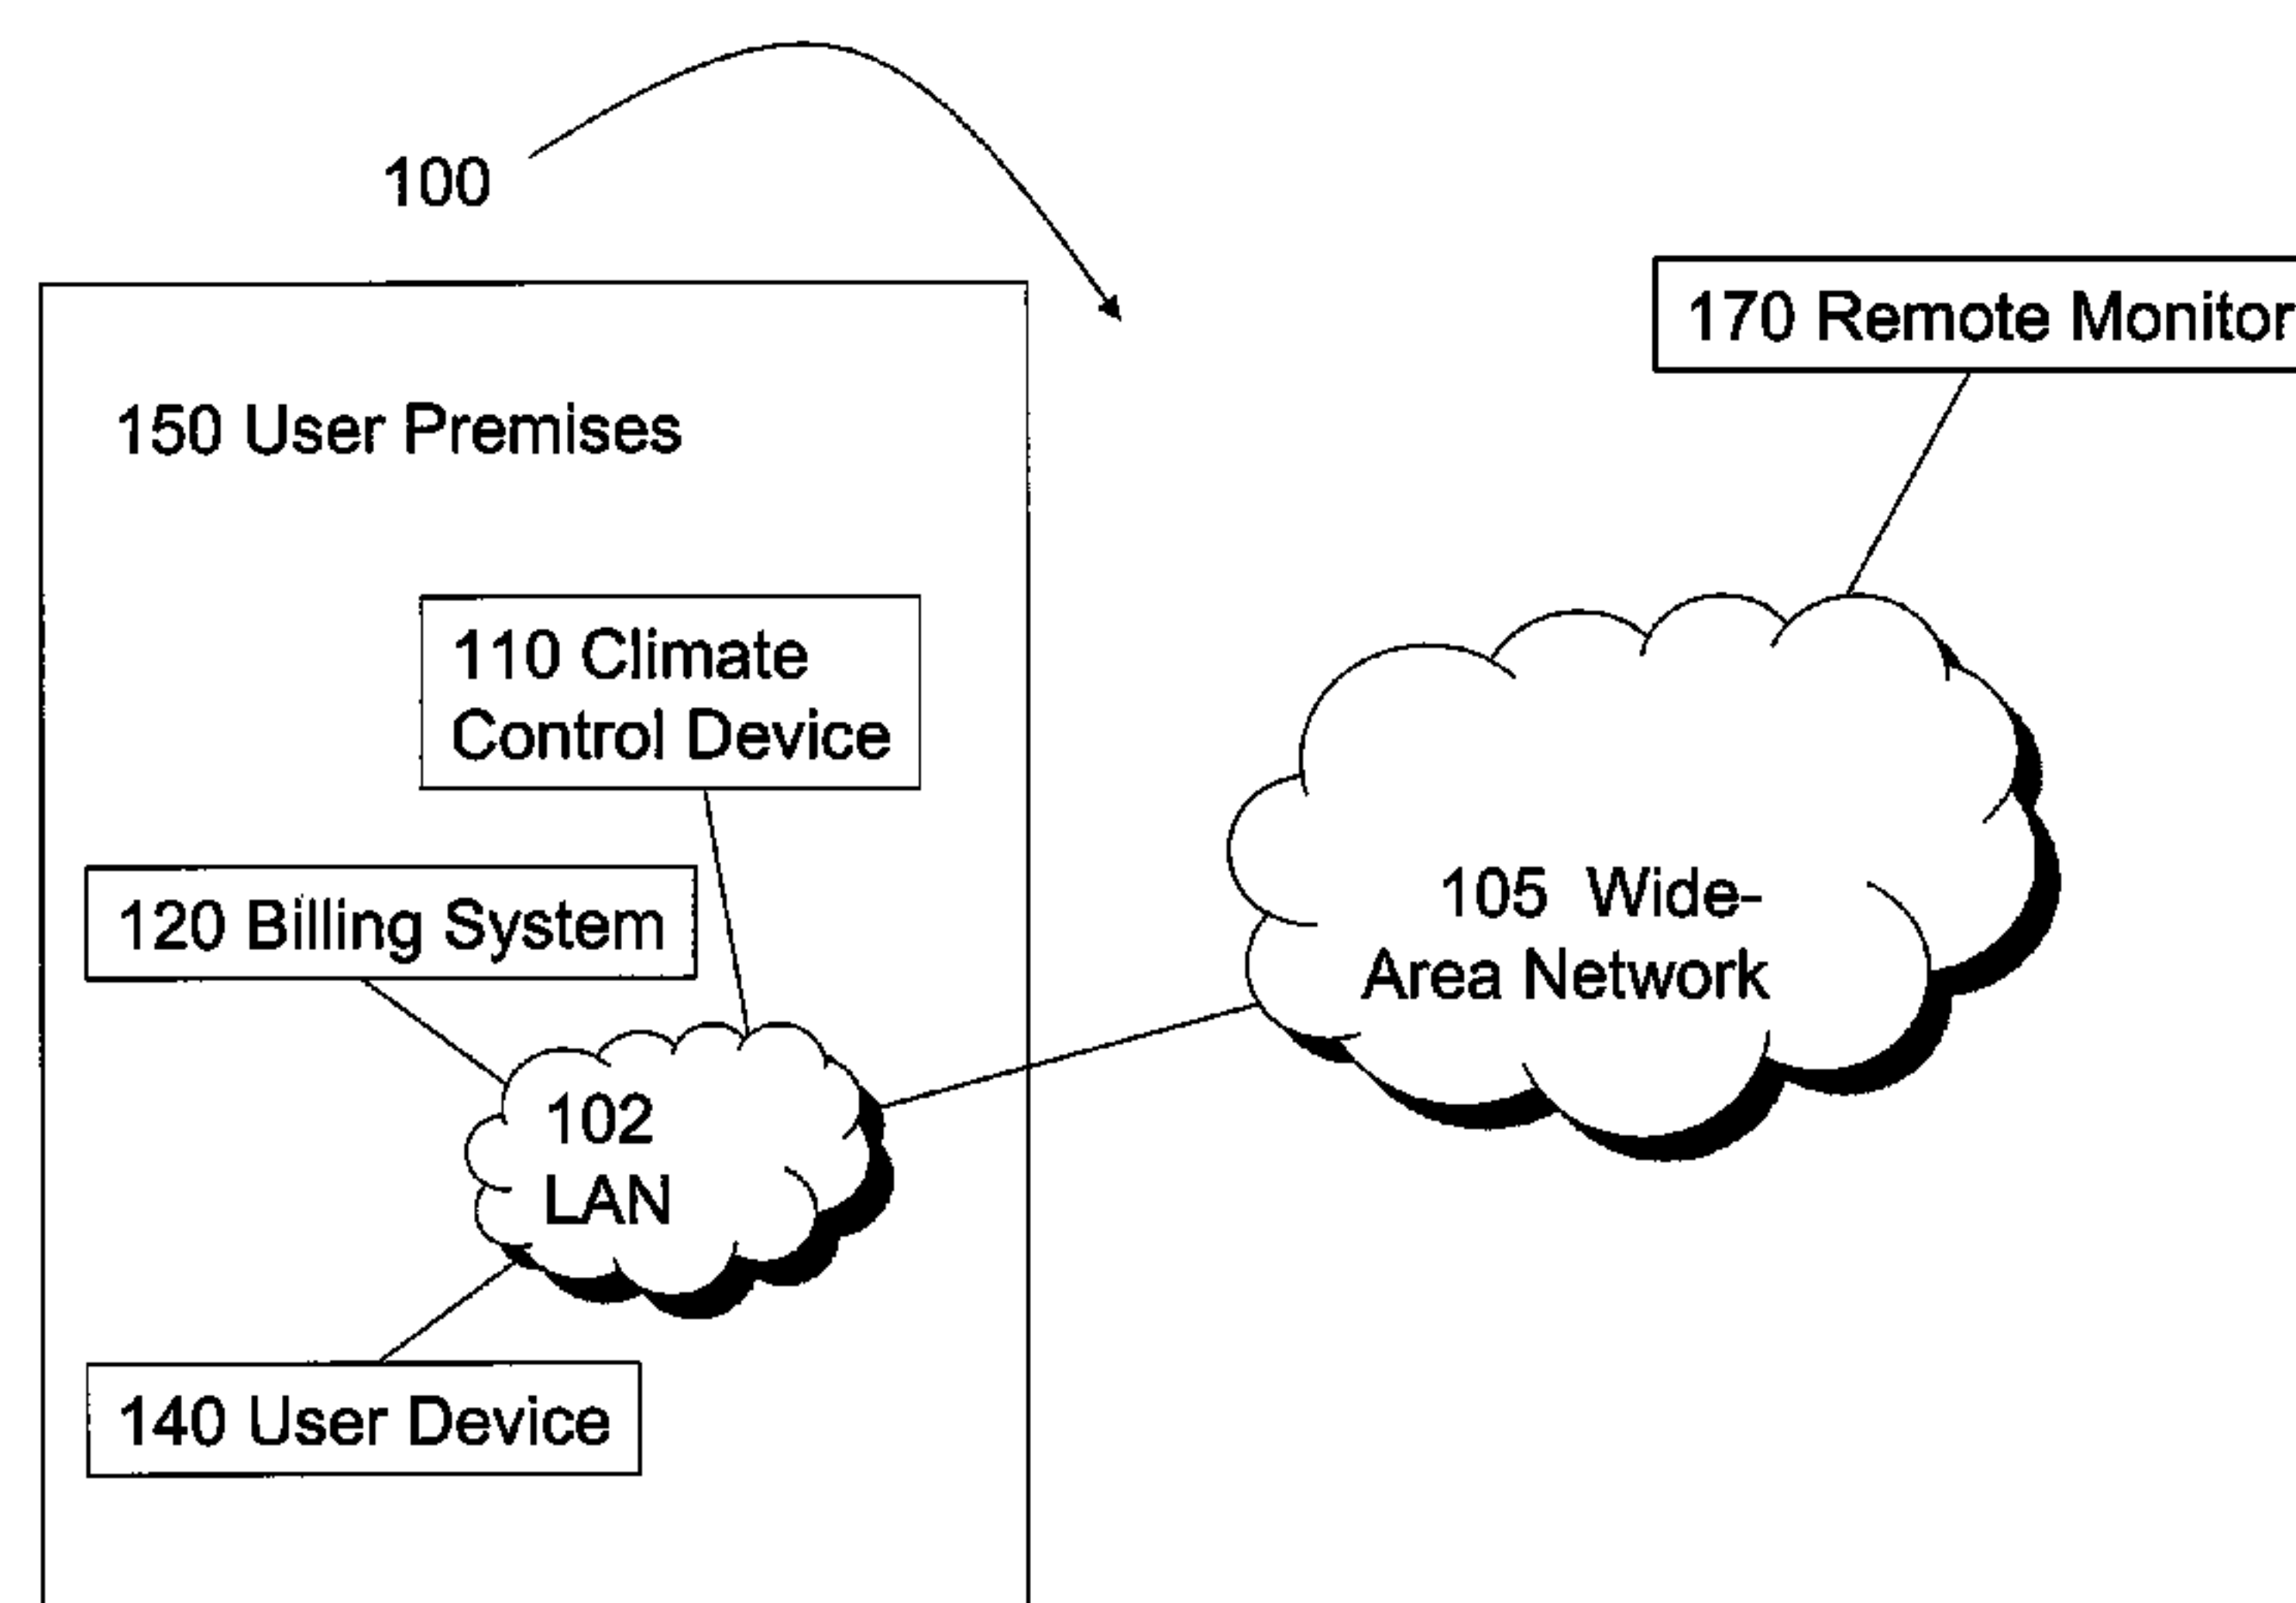 100
170 Remote Monitor
150 User Premises
110 Climate
Control Device
120 Billing System
105 Wide-
Area Network
102
LAN
140 User Device